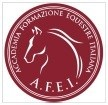 ACCADEMIA FORMAZIONE EQUESTRE ITALIANA
A.F.E.I.